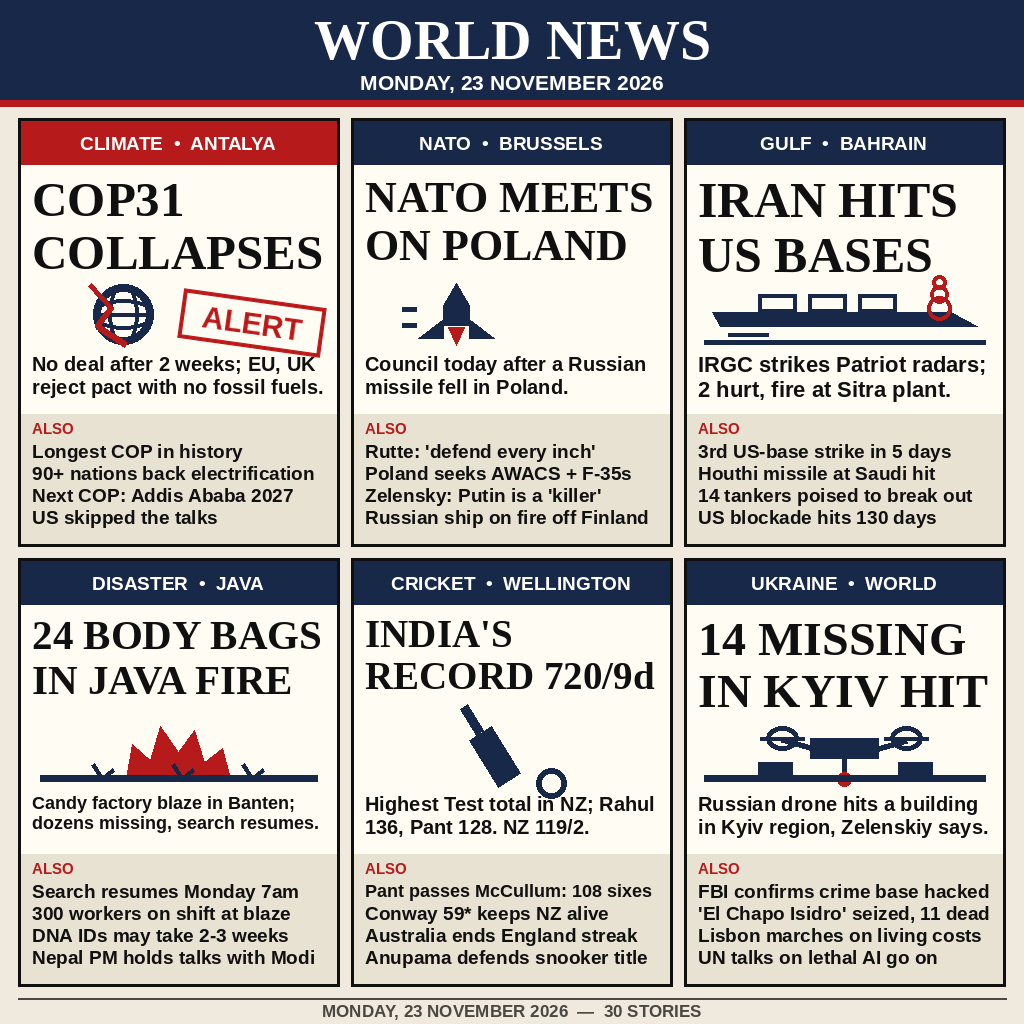 WORLD NEWS
MONDAY, 23 NOVEMBER 2026
CLIMATE • ANTALYA
COP31
COLLAPSES
ALERT
No deal after 2 weeks; EU, UK
reject pact with no fossil fuels.
ALSO
Longest COP in history
90+ nations back electrification
Next COP: Addis Ababa 2027
US skipped the talks
NATO • BRUSSELS
NATO MEETS
ON POLAND
Council today after a Russian
missile fell in Poland.
ALSO
Rutte: 'defend every inch'
Poland seeks AWACS + F-35s
Zelensky: Putin is a 'killer'
Russian ship on fire off Finland
GULF • BAHRAIN
IRAN HITS
US BASES
IRGC strikes Patriot radars;
2 hurt, fire at Sitra plant.
ALSO
3rd US-base strike in 5 days
Houthi missile at Saudi hit
14 tankers poised to break out
US blockade hits 130 days
DISASTER • JAVA
24 BODY BAGS
IN JAVA FIRE
Candy factory blaze in Banten;
dozens missing, search resumes.
ALSO
Search resumes Monday 7am
300 workers on shift at blaze
DNA IDs may take 2-3 weeks
Nepal PM holds talks with Modi
CRICKET • WELLINGTON
INDIA'S
RECORD 720/9d
Highest Test total in NZ; Rahul
136, Pant 128. NZ 119/2.
ALSO
Pant passes McCullum: 108 sixes
Conway 59* keeps NZ alive
Australia ends England streak
Anupama defends snooker title
UKRAINE • WORLD
14 MISSING
IN KYIV HIT
Russian drone hits a building
in Kyiv region, Zelenskiy says.
ALSO
FBI confirms crime base hacked
'El Chapo Isidro' seized, 11 dead
Lisbon marches on living costs
UN talks on lethal AI go on
MONDAY, 23 NOVEMBER 2026 — 30 STORIES